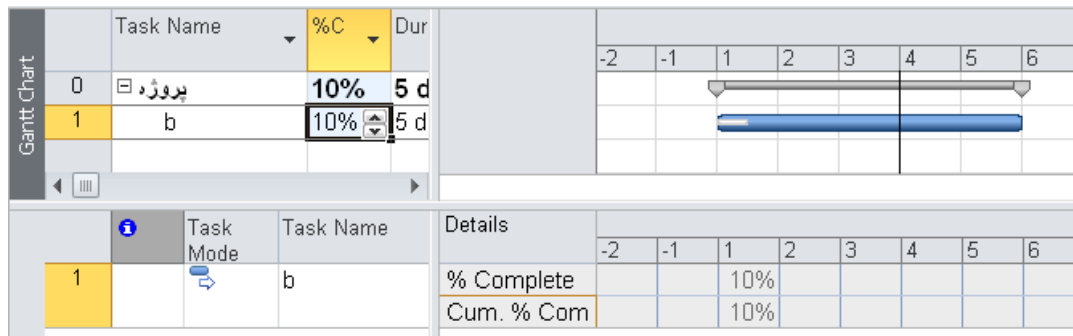 Task Name %C Dur
-2 -1 1 2 3 4 5 6
Gantt Chart
0 پروژه 10% 5 d
1 b 10% 5 d
Task Mode Task Name Details
-2 -1 1 2 3 4 5 6
1 b % Complete 10%
Cum. % Com 10%